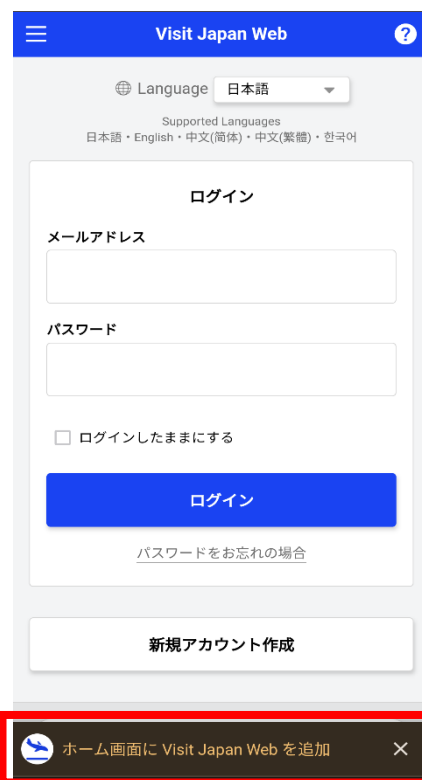 Visit Japan Web ?
Language 日本語
Supported Languages
日本語・English・中文(简体)・中文(繁體)・한국어
ログイン
メールアドレス
パスワード
ログインしたままにする
ログイン
パスワードをお忘れの場合
新規アカウント作成
ホーム画面に Visit Japan Web を追加